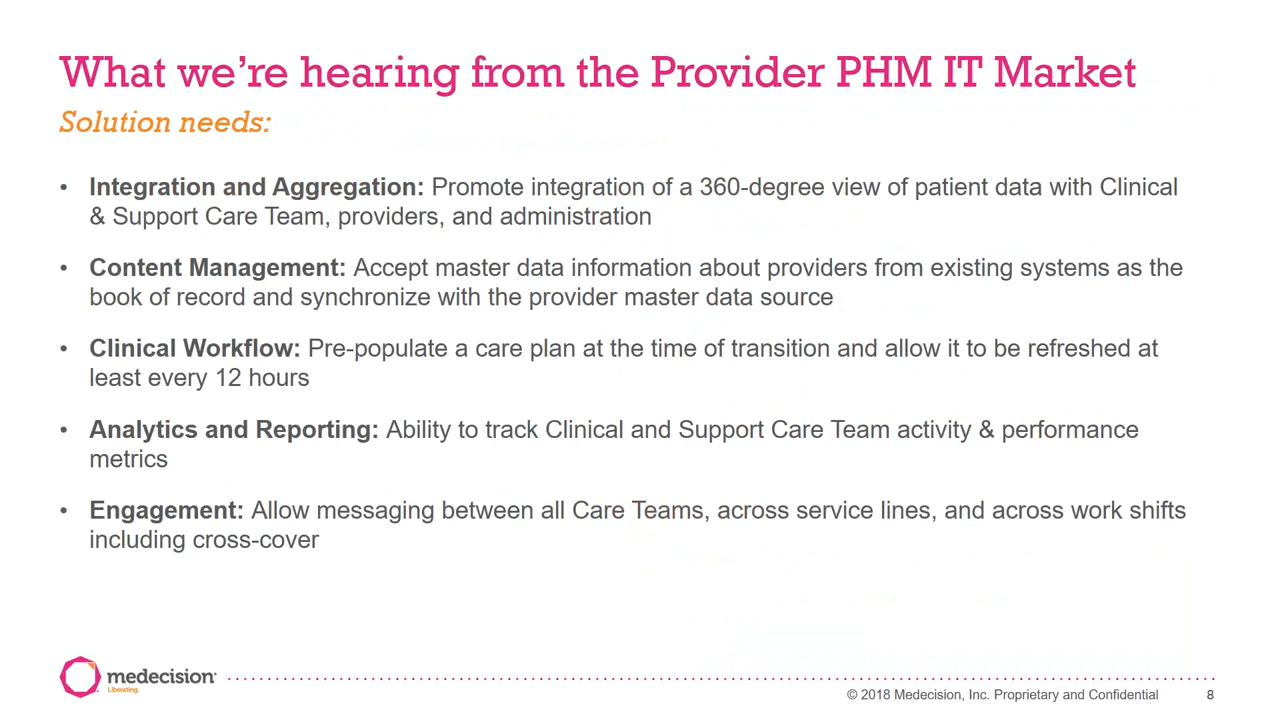 What we’re hearing from the Provider PHM IT Market
Solution needs:
• Integration and Aggregation: Promote integration of a 360-degree view of patient data with Clinical
& Support Care Team, providers, and administration
• Content Management: Accept master data information about providers from existing systems as the
book of record and synchronize with the provider master data source
• Clinical Workflow: Pre-populate a care plan at the time of transition and allow it to be refreshed at
least every 12 hours
• Analytics and Reporting: Ability to track Clinical and Support Care Team activity & performance
metrics
• Engagement: Allow messaging between all Care Teams, across service lines, and across work shifts
including cross-cover
medecision
Liberating.
© 2018 Medecision, Inc. Proprietary and Confidential
8